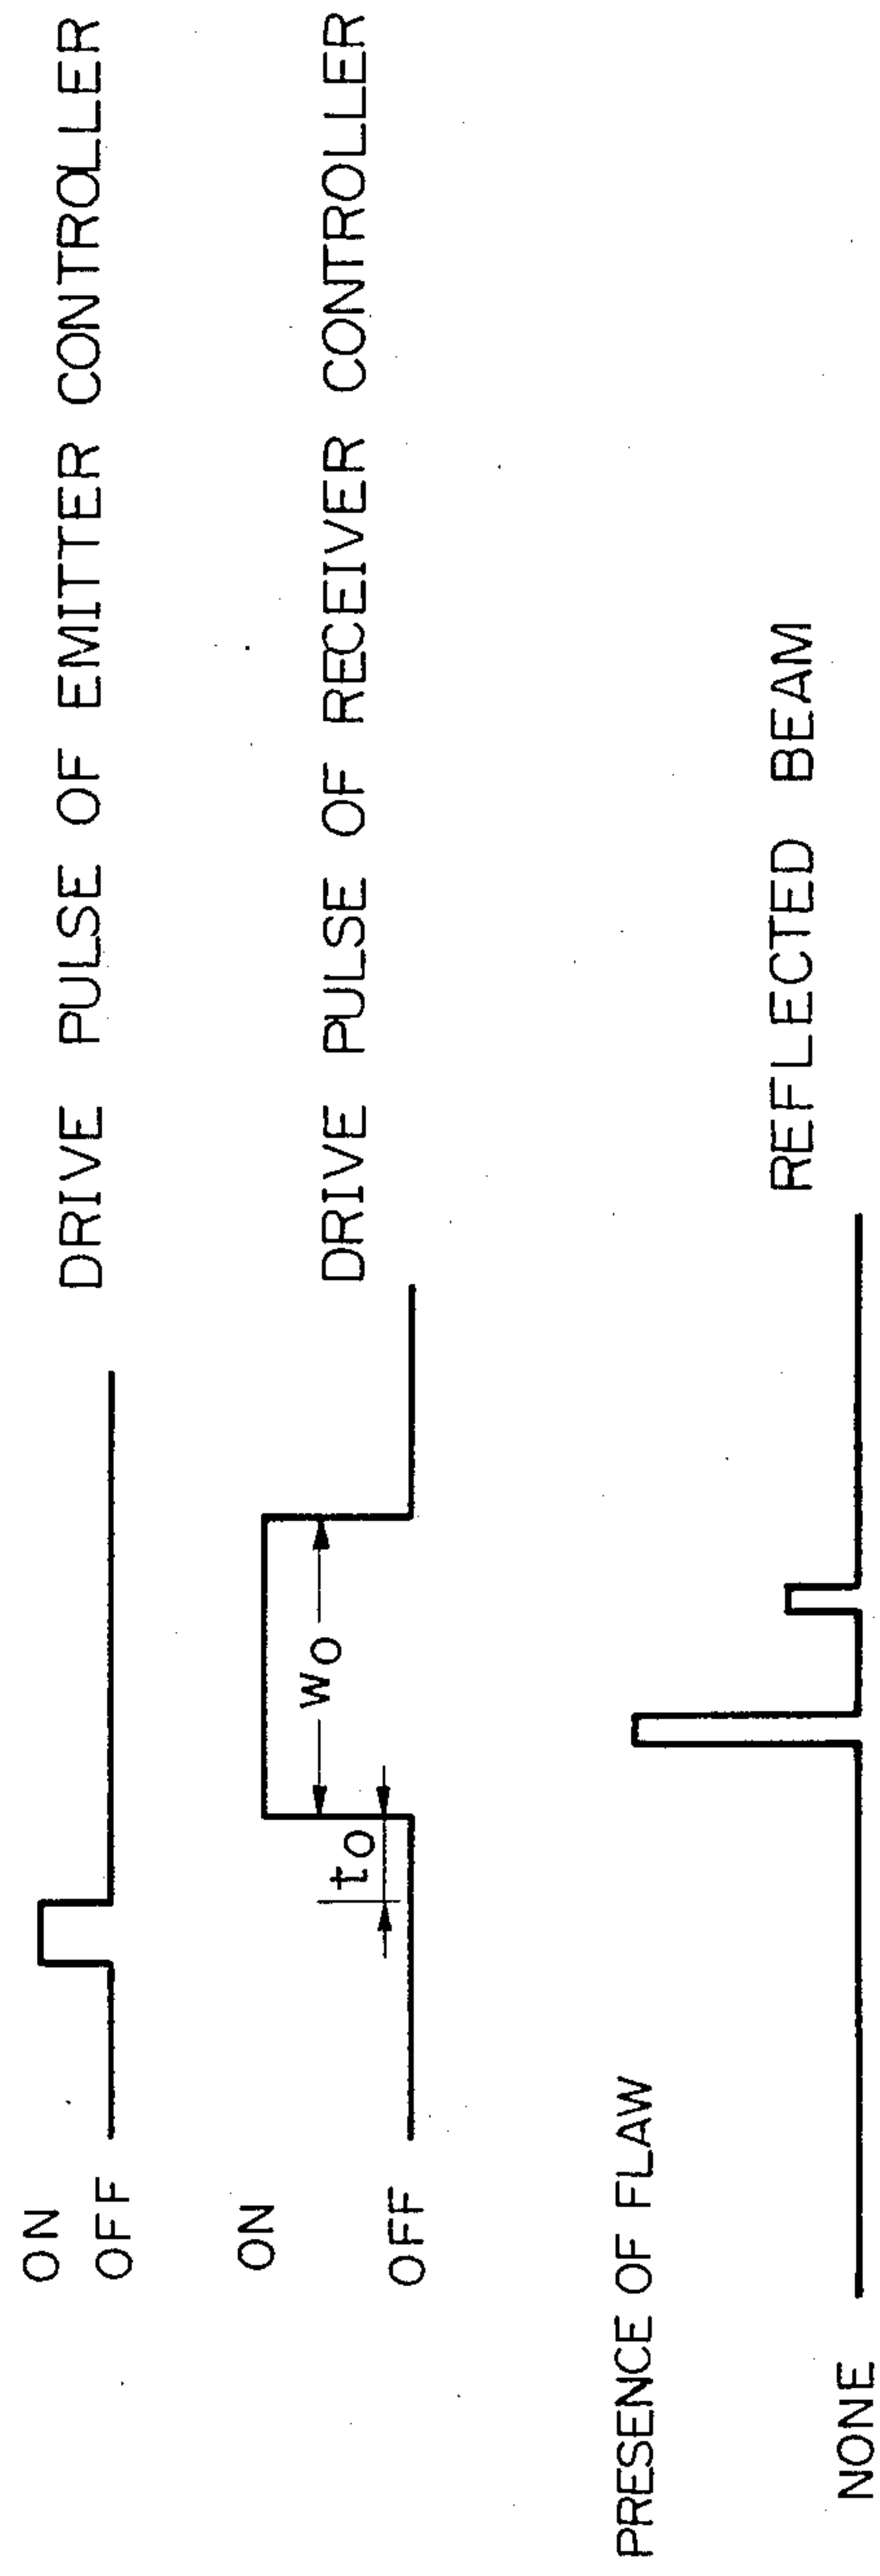 ON
OFF
DRIVE PULSE OF EMITTER CONTROLLER
ON
OFF
to
wo
DRIVE PULSE OF RECEIVER CONTROLLER
PRESENCE OF FLAW
NONE
REFLECTED BEAM